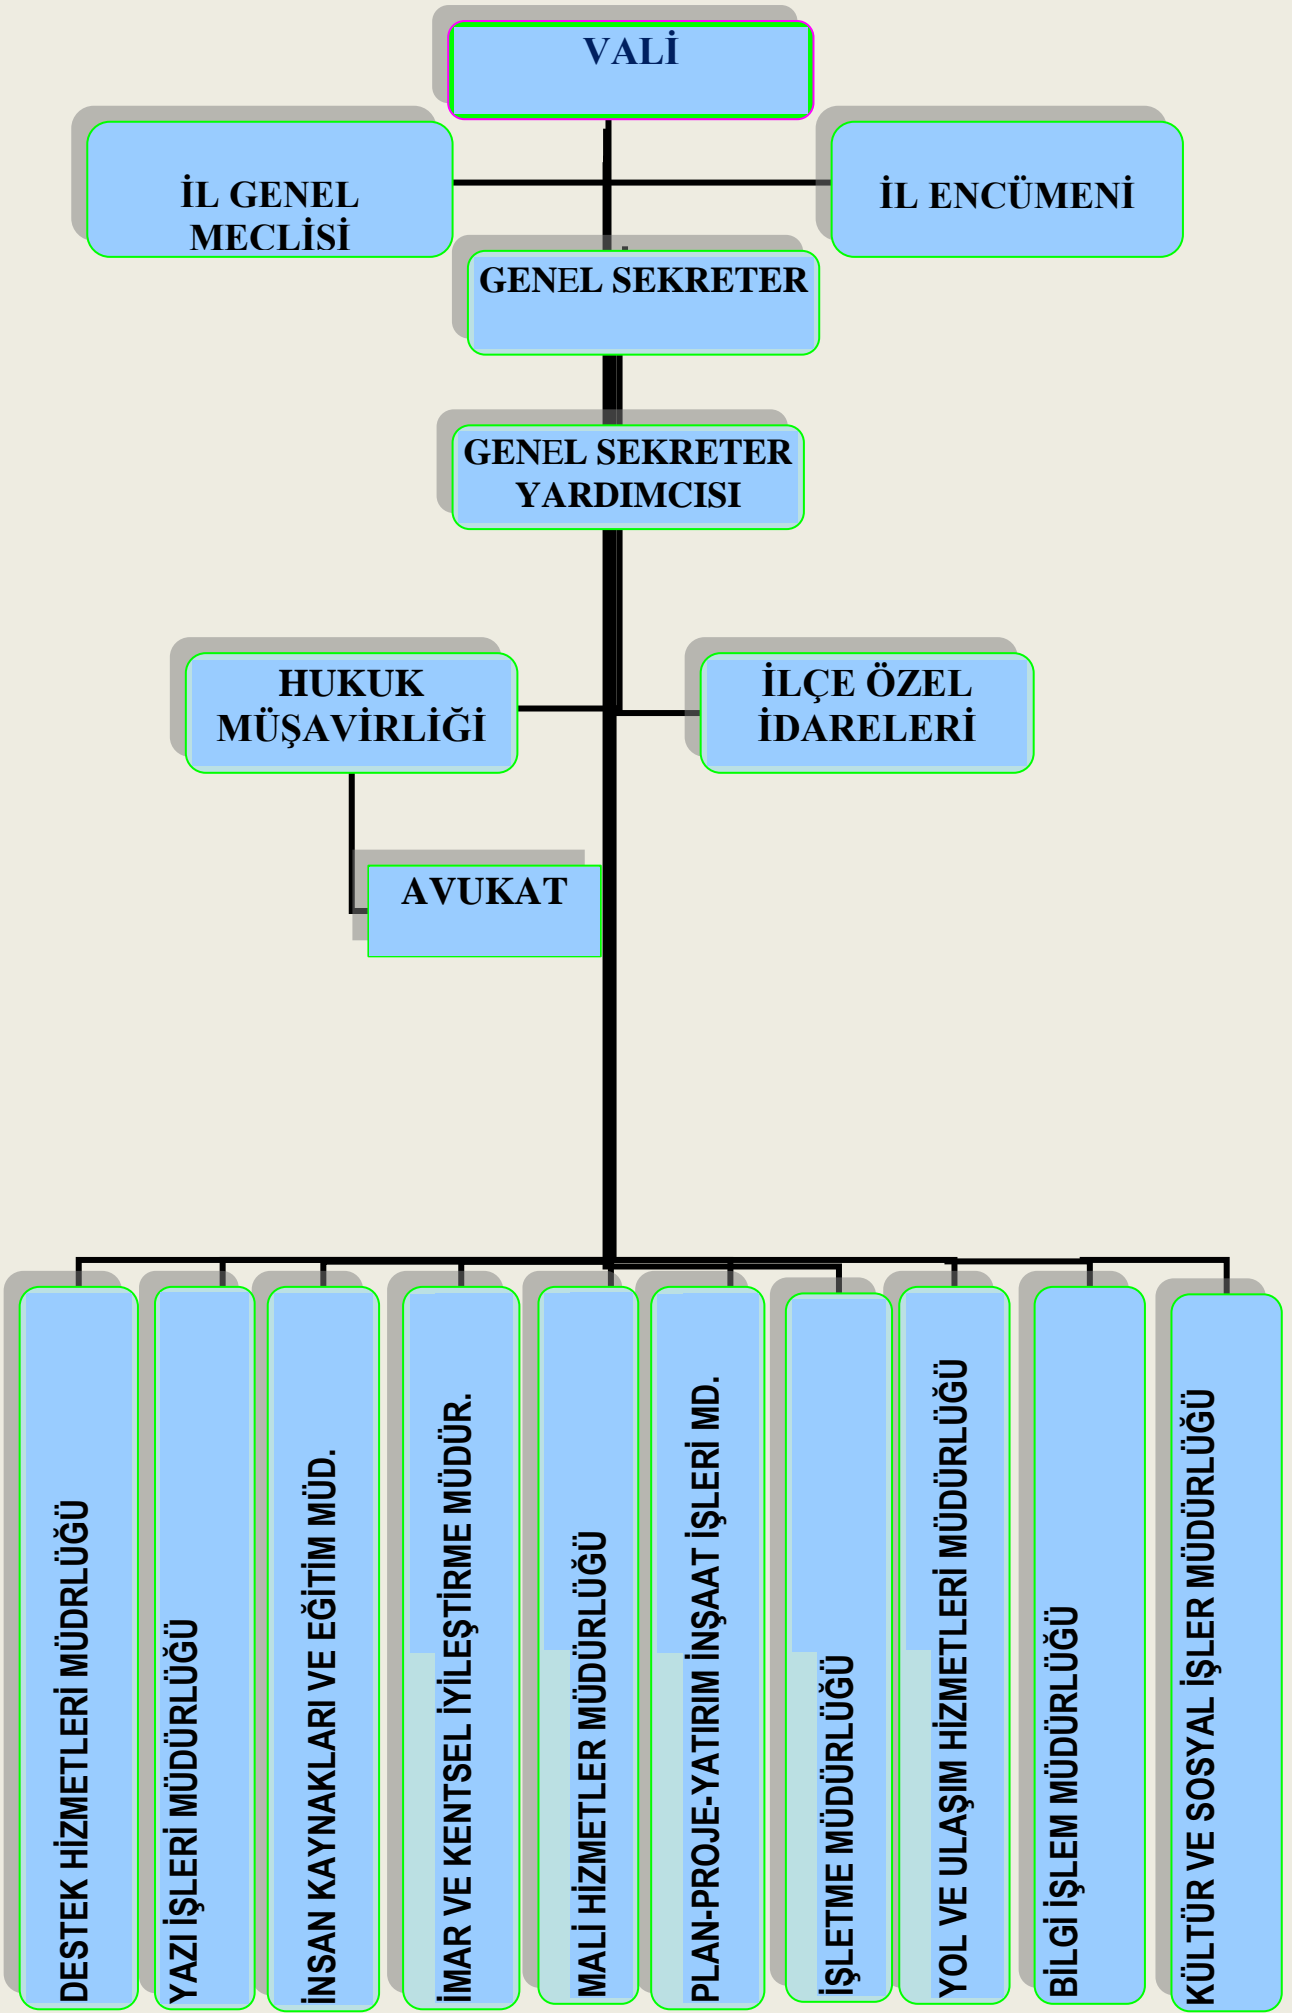 VALİ
İL GENEL
MECLİSİ
İL ENCÜMENİ
GENEL SEKRETER
GENEL SEKRETER
YARDIMCISI
HUKUK
MÜŞAVİRLİĞİ
İLÇE ÖZEL
İDARELERİ
AVUKAT
DESTEK HİZMETLERİ MÜDRLÜĞÜ
YAZI İŞLERİ MÜDÜRLÜĞÜ
İNSAN KAYNAKLARI VE EĞİTİM MÜD.
İMAR VE KENTSEL İYİLEŞTİRME MÜDÜR.
MALİ HİZMETLER MÜDÜRLÜĞÜ
PLAN-PROJE-YATIRIM İNŞAAT İŞLERİ MD.
İŞLETME MÜDÜRLÜĞÜ
YOL VE ULAŞIM HİZMETLERİ MÜDÜRLÜĞÜ
BİLGİ İŞLEM MÜDÜRLÜĞÜ
KÜLTÜR VE SOSYAL İŞLER MÜDÜRLÜĞÜ